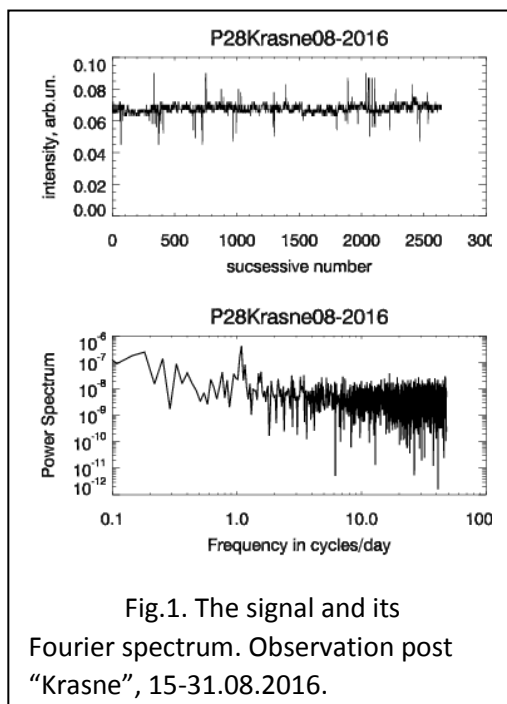 P28Krasne08-2016
intensity, arb.un.
0.10
0.08
0.06
0.04
0.02
0.00
0 500 1000 1500 2000 2500 300
sucsessive number
P28Krasne08-2016
Power Spectrum
10-6
10-7
10-8
10-9
10-10
10-11
10-12
0.1 1.0 10.0 100
Frequency in cycles/day
Fig.1. The signal and its
Fourier spectrum. Observation post
“Krasne”, 15-31.08.2016.